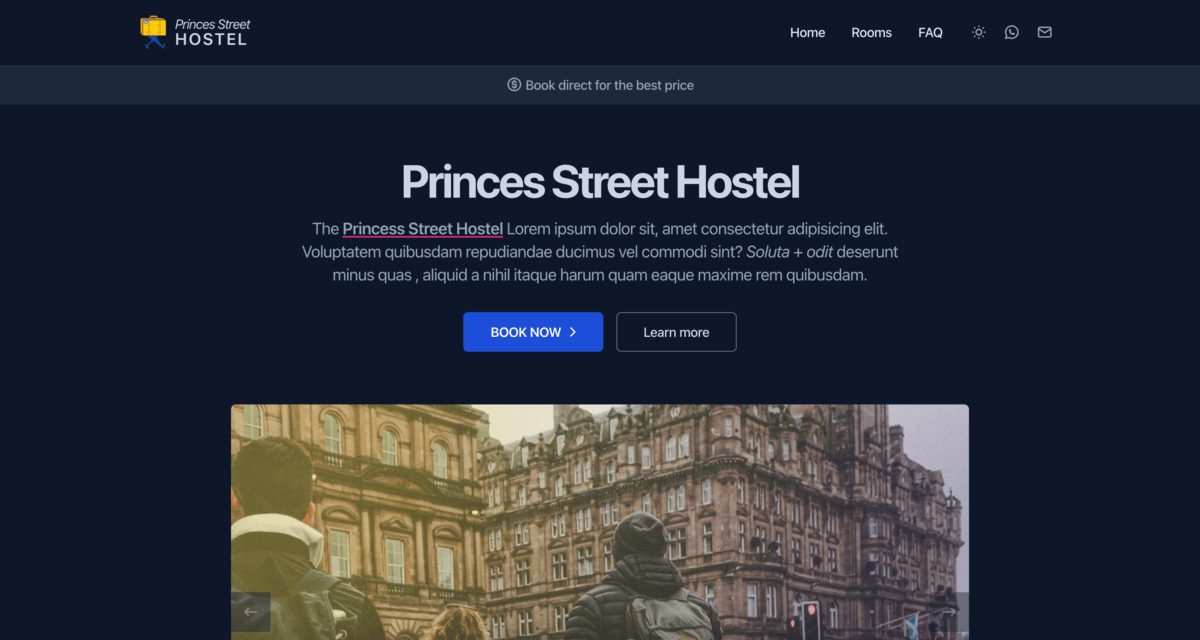 Princes Street
HOSTEL
Home Rooms FAQ
Book direct for the best price
Princes Street Hostel
The Princess Street Hostel Lorem ipsum dolor sit, amet consectetur adipisicing elit.
Voluptatem quibusdam repudiandae ducimus vel commodi sint? Soluta + odit deserunt
minus quas , aliquid a nihil itaque harum quam eaque maxime rem quibusdam.
BOOK NOW
Learn more